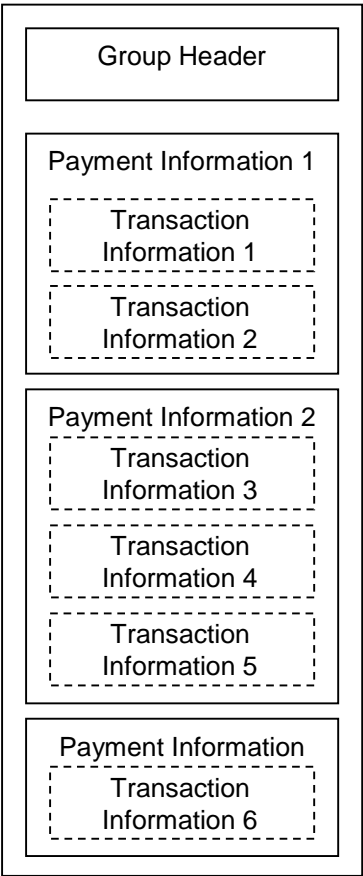 Group Header
Payment Information 1
Transaction
Information 1
Transaction
Information 2
Payment Information 2
Transaction
Information 3
Transaction
Information 4
Transaction
Information 5
Payment Information
Transaction
Information 6